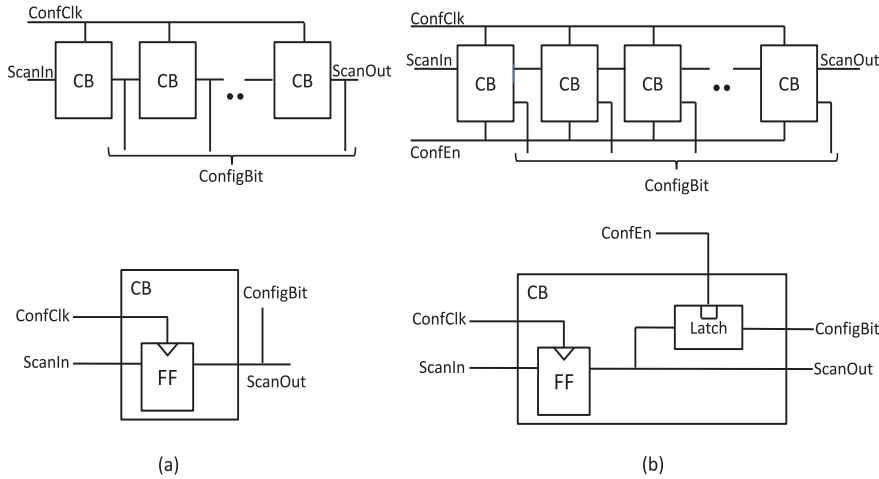 ConfClk
ScanIn
CB
CB
CB
ScanOut
ConfigBit
ConfClk
ScanIn
CB
CB
CB
CB
ScanOut
ConfEn
ConfigBit
CB
ConfigBit
ConfClk
ScanIn
FF
ScanOut
(a)
ConfEn
CB
ConfClk
Latch
ConfigBit
ScanIn
FF
ScanOut
(b)